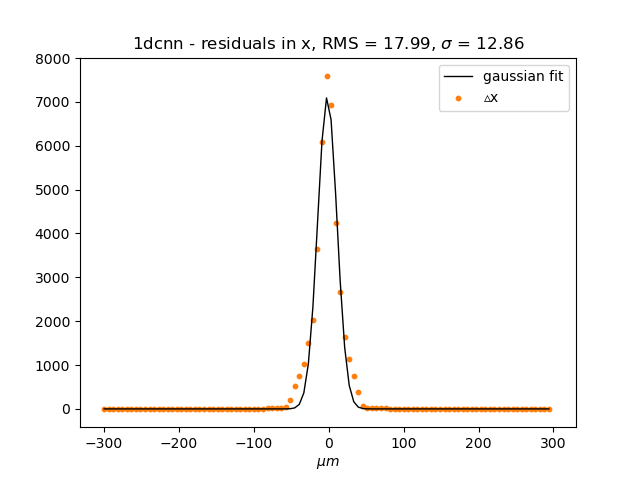 1dcnn - residuals in x, RMS = 17.99, σ = 12.86
8000
7000
6000
5000
4000
3000
2000
1000
0
gaussian fit
△x
−300 −200 −100 0 100 200 300
μm